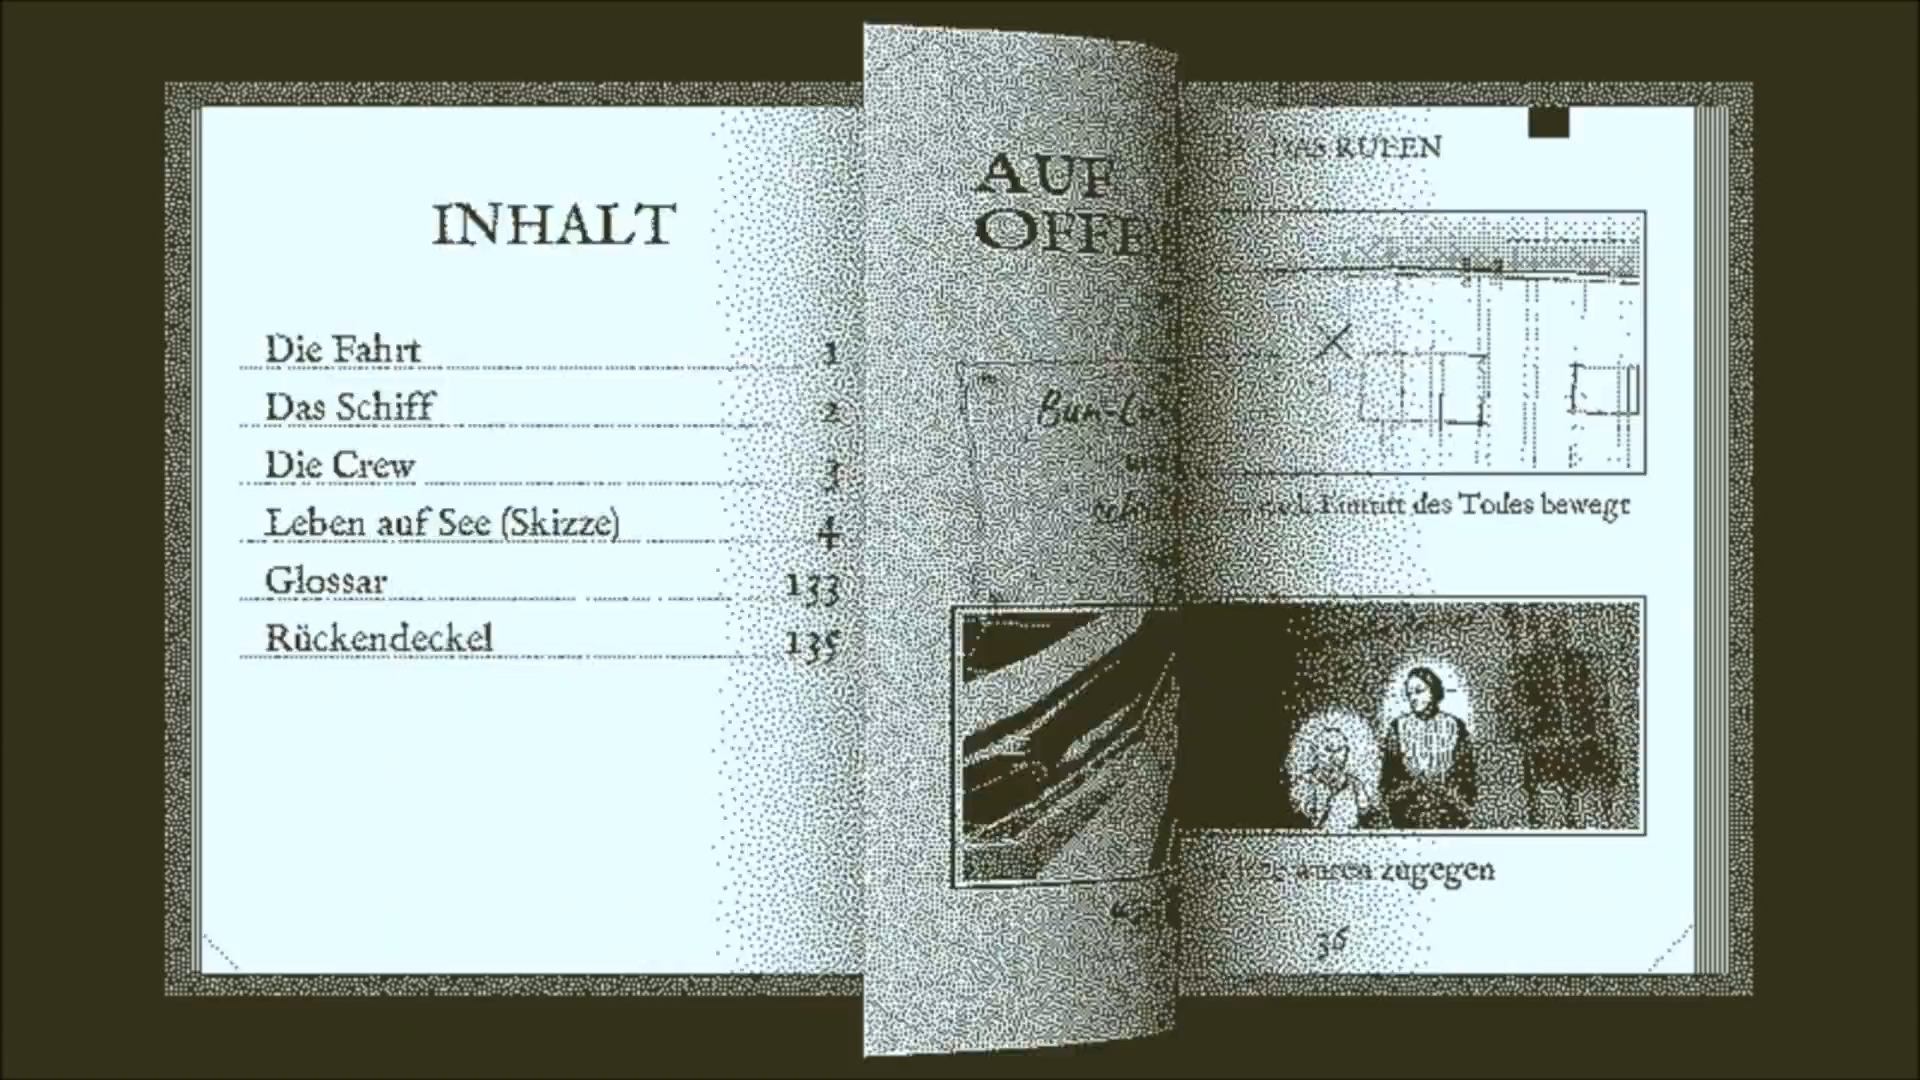 INHALT
Die Fahrt 1
Das Schiff 2
Die Crew 3
Leben auf See (Skizze) 4
Glossar 133
Rückendeckel 135
AUF
OFFE
DAS RUFEN
des Todes bewegt
zugegen
36